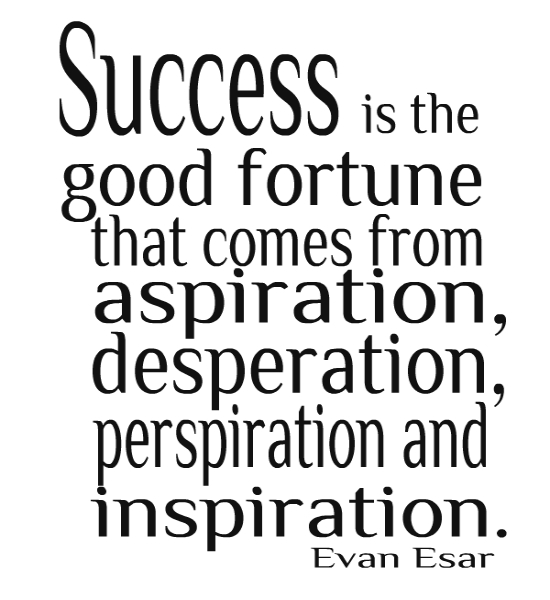 Success is the
good fortune
that comes from
aspiration,
desperation,
perspiration and
inspiration.
Evan Esar